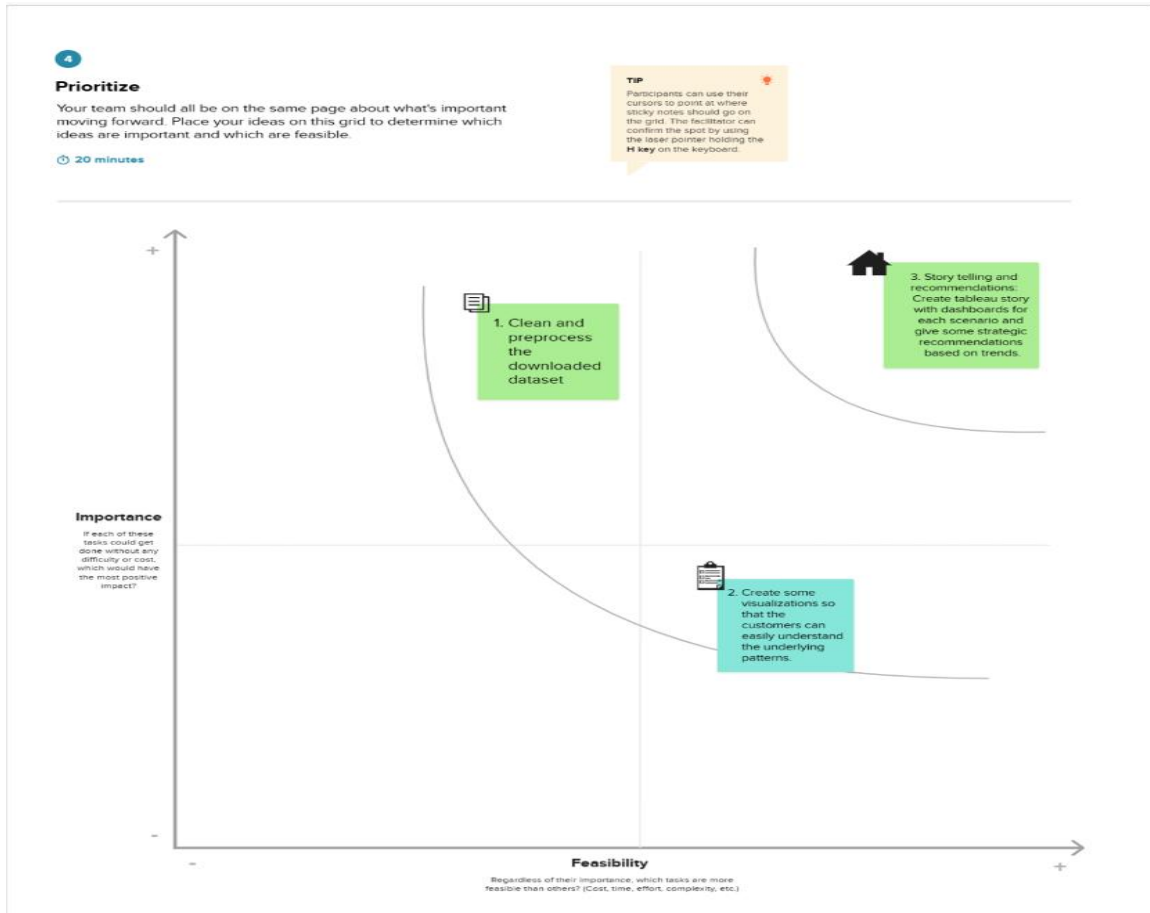 4
Prioritize
Your team should all be on the same page about what's important
moving forward. Place your ideas on this grid to determine which
ideas are important and which are feasible.
20 minutes
TIP
Participants can use their
cursors to point at where
sticky notes should go on
the grid. The facilitator can
confirm the spot by using
the laser pointer holding the
H key on the keyboard.
+
3. Story telling and
recommendations:
Create tableau story
with dashboards for
each scenario and
give some strategic
recommendations
based on trends.
1. Clean and
preprocess
the
downloaded
dataset
Importance
If each of these
tasks could get
done without any
difficulty or cost,
which would have
the most positive
impact?
2. Create some
visualizations so
that the
customers can
easily understand
the underlying
patterns.
-
-
Feasibility
+
Regardless of their importance, which tasks are more
feasible than others? (Cost, time, effort, complexity, etc.)